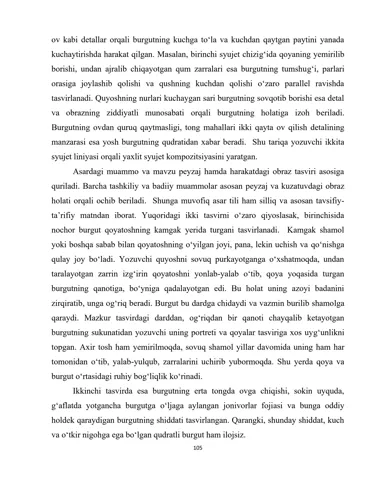 ov kabi detallar orqali burgutning kuchga to‘la va kuchdan qaytgan paytini yanada
kuchaytirishda harakat qilgan. Masalan, birinchi syujet chizig‘ida qoyaning yemirilib
borishi, undan ajralib chiqayotgan qum zarralari esa burgutning tumshug‘i, parlari
orasiga joylashib qolishi va qushning kuchdan qolishi o‘zaro parallel ravishda
tasvirlanadi. Quyoshning nurlari kuchaygan sari burgutning sovqotib borishi esa detal
va obrazning ziddiyatli munosabati orqali burgutning holatiga izoh beriladi.
Burgutning ovdan quruq qaytmasligi, tong mahallari ikki qayta ov qilish detalining
manzarasi esa yosh burgutning qudratidan xabar beradi.  Shu tariqa yozuvchi ikkita
syujet liniyasi orqali yaxlit syujet kompozitsiyasini yaratgan.
Asardagi muammo va mavzu peyzaj hamda harakatdagi obraz tasviri asosiga
quriladi. Barcha tashkiliy va badiiy muammolar asosan peyzaj va kuzatuvdagi obraz
holati orqali ochib beriladi.  Shunga muvofiq asar tili ham silliq va asosan tavsifiy-
ta’rifiy matndan iborat. Yuqoridagi ikki tasvirni o‘zaro qiyoslasak, birinchisida
nochor burgut qoyatoshning kamgak yerida turgani tasvirlanadi.  Kamgak shamol
yoki boshqa sabab bilan qoyatoshning o‘yilgan joyi, pana, lekin uchish va qo‘nishga
qulay joy bo‘ladi. Yozuvchi quyoshni sovuq purkayotganga o‘xshatmoqda, undan
taralayotgan zarrin izg‘irin qoyatoshni yonlab-yalab o‘tib, qoya yoqasida turgan
burgutning qanotiga, bo‘yniga qadalayotgan edi. Bu holat uning azoyi badanini
zirqiratib, unga og‘riq beradi. Burgut bu dardga chidaydi va vazmin burilib shamolga
qaraydi. Mazkur tasvirdagi darddan, og‘riqdan bir qanoti chayqalib ketayotgan
burgutning sukunatidan yozuvchi uning portreti va qoyalar tasviriga xos uyg‘unlikni
topgan. Axir tosh ham yemirilmoqda, sovuq shamol yillar davomida uning ham har
tomonidan o‘tib, yalab-yulqub, zarralarini uchirib yubormoqda. Shu yerda qoya va
burgut o‘rtasidagi ruhiy bog‘liqlik ko‘rinadi.
Ikkinchi tasvirda esa burgutning erta tongda ovga chiqishi, sokin uyquda,
g‘aflatda yotgancha burgutga o‘ljaga aylangan jonivorlar fojiasi va bunga oddiy
holdek qaraydigan burgutning shiddati tasvirlangan. Qarangki, shunday shiddat, kuch
va o‘tkir nigohga ega bo‘lgan qudratli burgut ham ilojsiz.
105